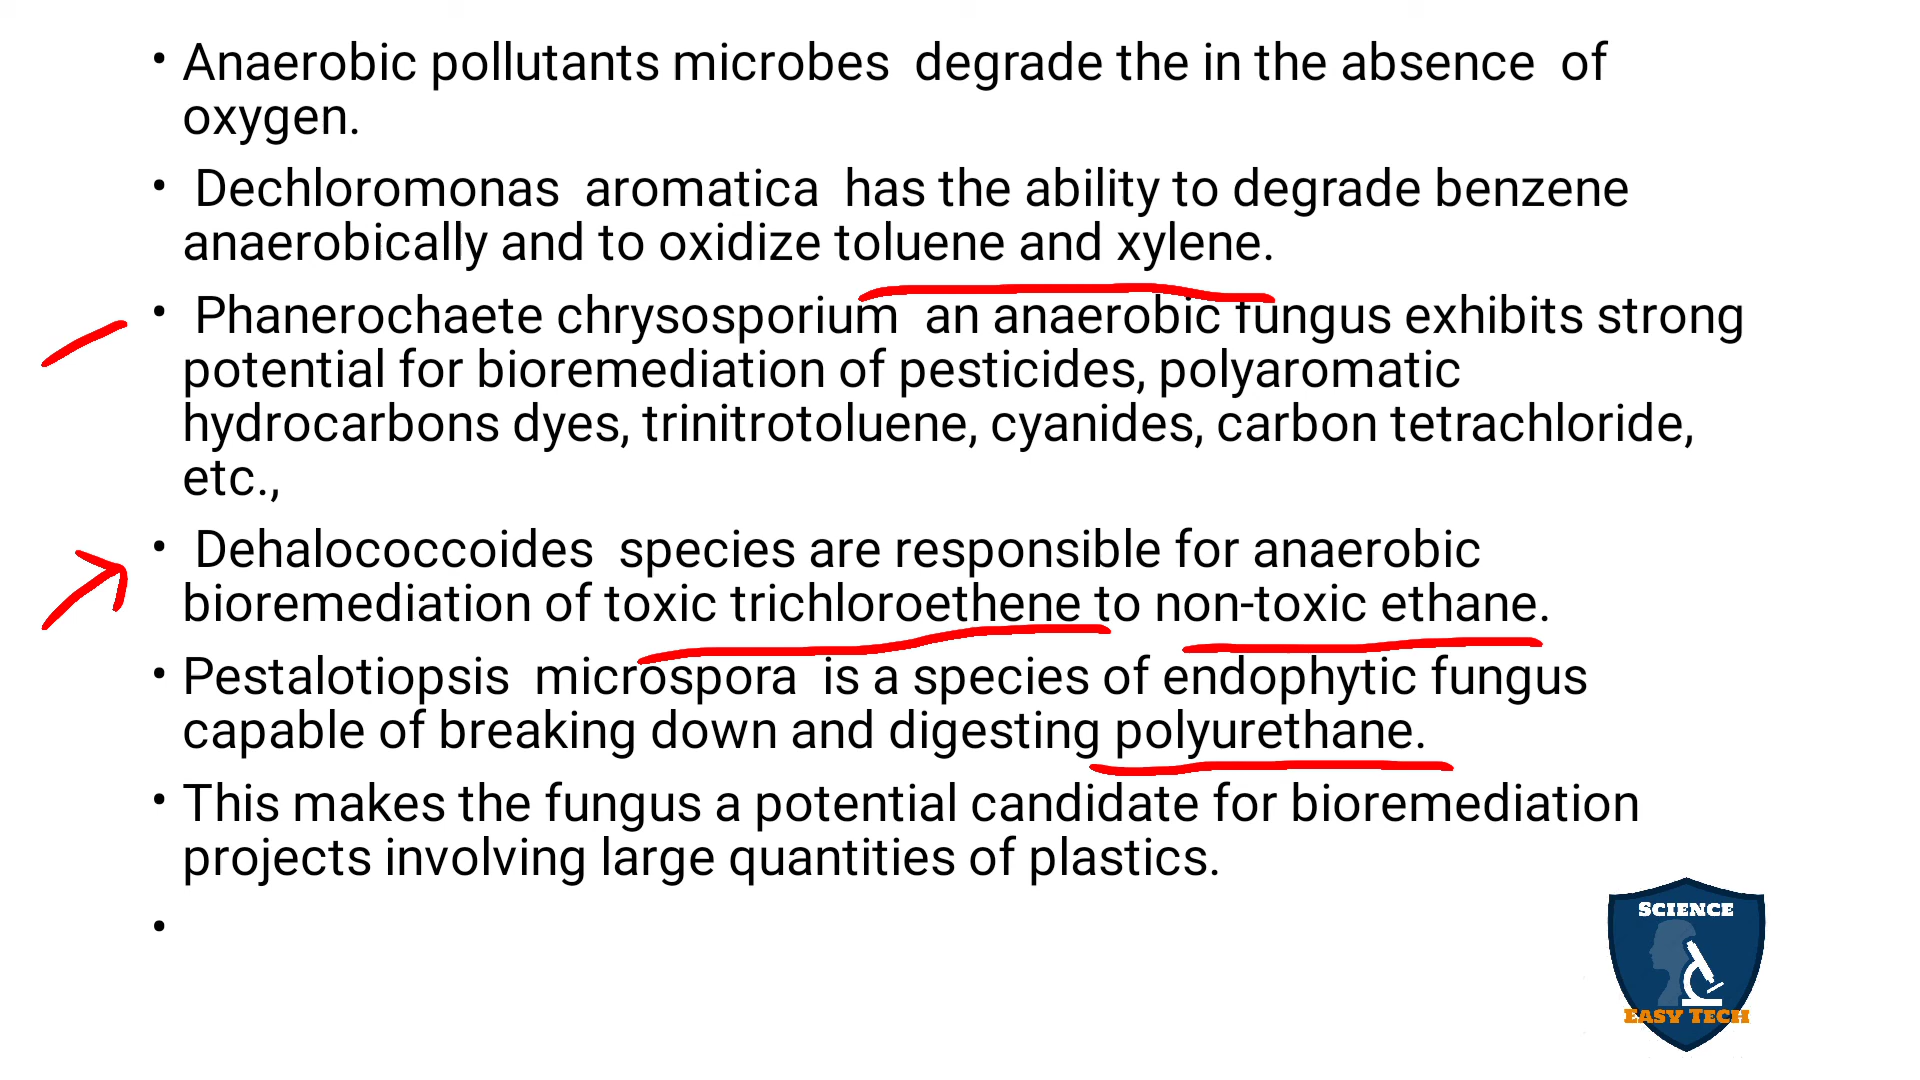 • Anaerobic pollutants microbes  degrade the in the absence  of
oxygen.
•  Dechloromonas  aromatica  has the ability to degrade benzene
anaerobically and to oxidize toluene and xylene.
•  Phanerochaete chrysosporium  an anaerobic fungus exhibits strong
potential for bioremediation of pesticides, polyaromatic
hydrocarbons dyes, trinitrotoluene, cyanides, carbon tetrachloride,
etc.,
•  Dehalococcoides  species are responsible for anaerobic
bioremediation of toxic trichloroethene to non-toxic ethane.
• Pestalotiopsis  microspora  is a species of endophytic fungus
capable of breaking down and digesting polyurethane.
• This makes the fungus a potential candidate for bioremediation
projects involving large quantities of plastics.
•
SCIENCE
EASY TECH